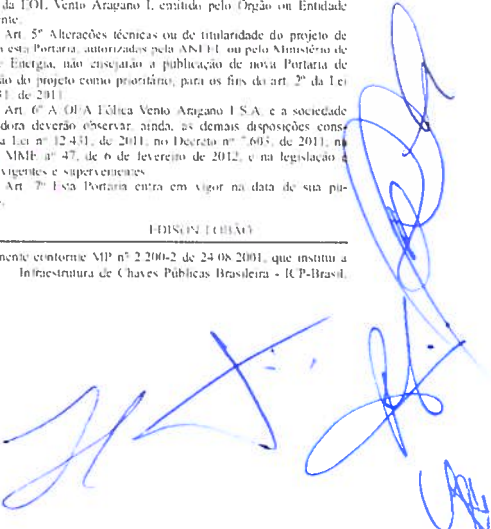 da EOL Vento Aragano I, emitido pelo Órgão ou Entidade
ente.
Art. 5º Alterações técnicas ou de titularidade do projeto de
esta Portaria, autorizadas pela ANEEL ou pelo Ministério de
Energia, não ensejarão a publicação de nova Portaria de
ão do projeto como prioritário, para os fins do art. 2º da Lei
31, de 2011.
Art. 6º A OEA Eólica Vento Aragano I S.A. e a sociedade
dora deverão observar, ainda, as demais disposições cons-
a Lei nº 12.431, de 2011, no Decreto nº 7.603, de 2011, na
MME nº 47, de 6 de fevereiro de 2012, e na legislação e
vigentes e supervenientes.
Art. 7º Esta Portaria entra em vigor na data de sua pu-
EDISON LOBÃO
mente conforme MP nº 2.200-2 de 24/08/2001, que institui a
Infraestrutura de Chaves Públicas Brasileira - ICP-Brasil.